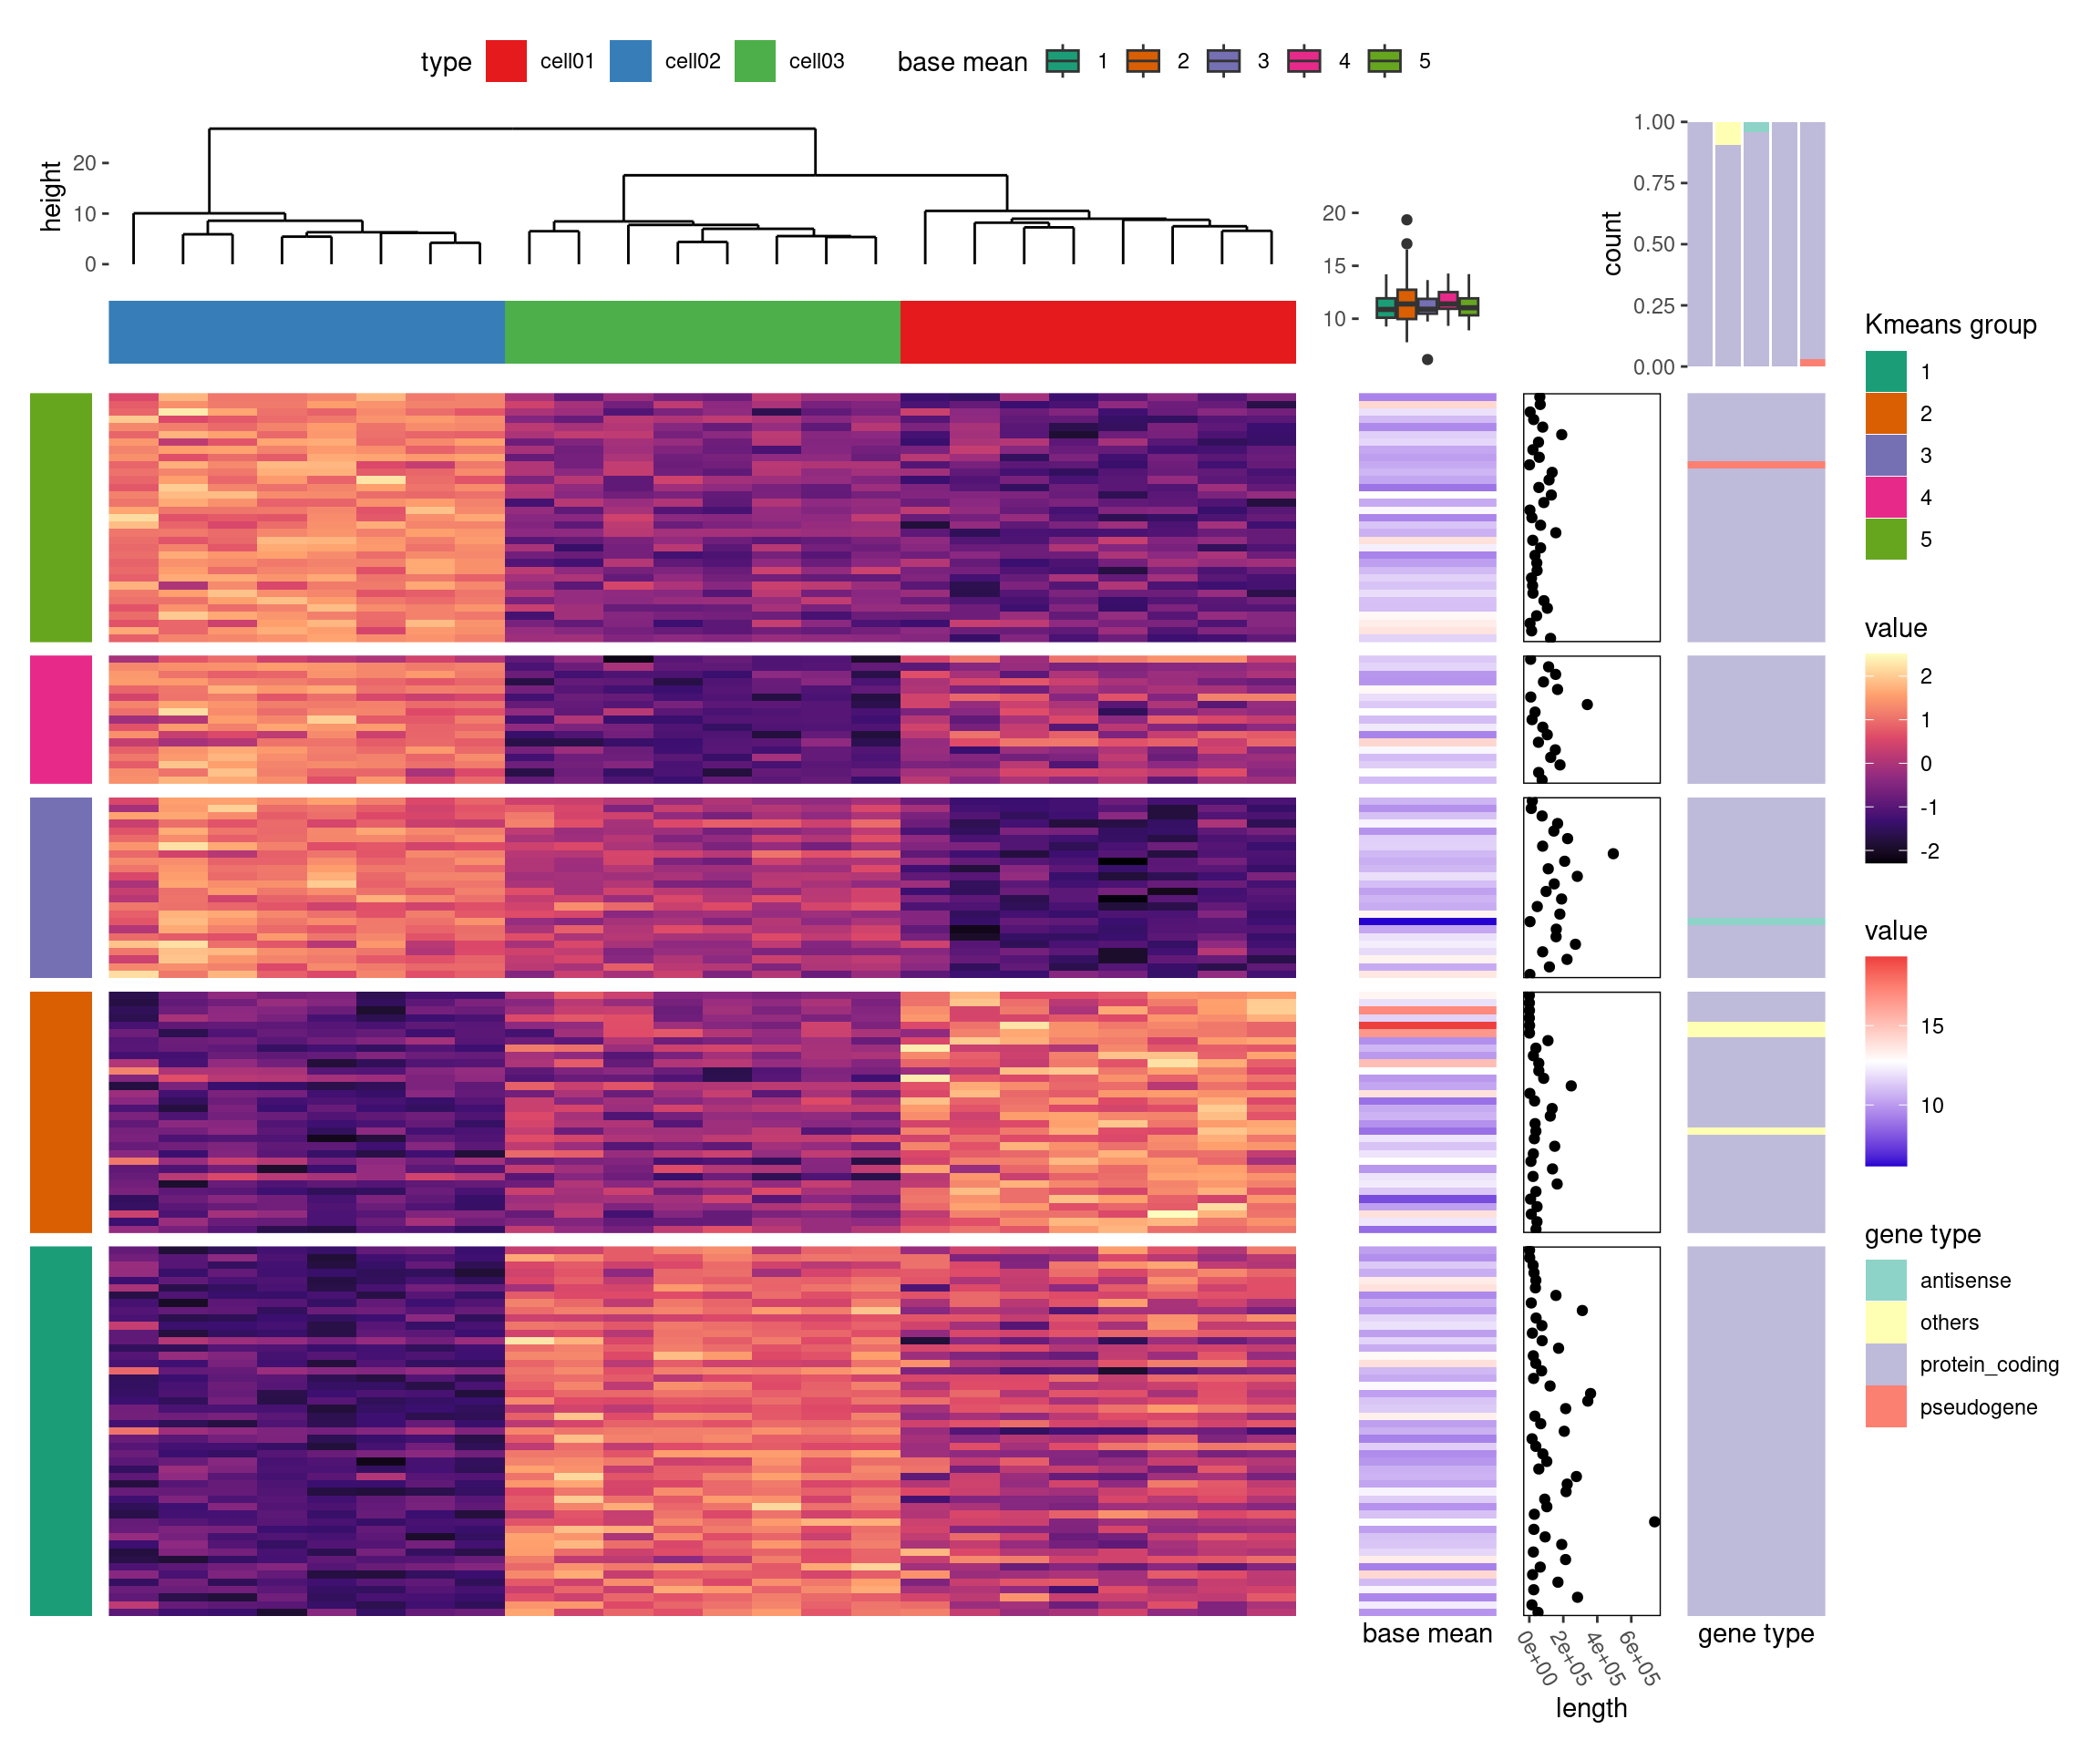 type cell01 cell02 cell03 base mean 1 2 3 4 5
height
20
10
0
20
15
10
count
1.00
0.75
0.50
0.25
0.00
Kmeans group
1
2
3
4
5
value
2
1
0
-1
-2
value
15
10
gene type
antisense
others
protein_coding
pseudogene
base mean
0e+00 2e+05 4e+05 6e+05
length
gene type